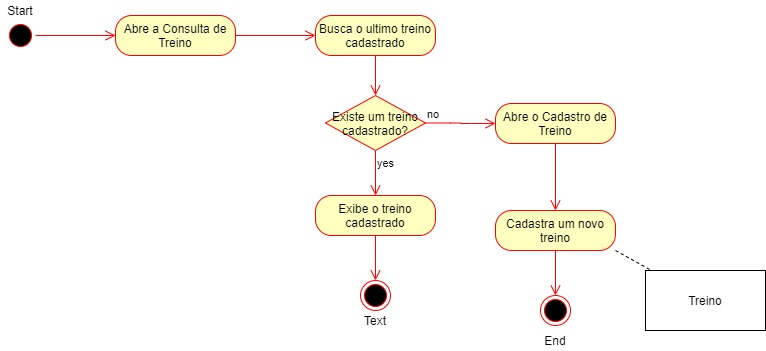 Start
Abre a Consulta de
Treino
Busca o ultimo treino
cadastrado
Existe um treino
cadastrado?
no
Abre o Cadastro de
Treino
yes
Exibe o treino
cadastrado
Cadastra um novo
treino
Treino
Text
End